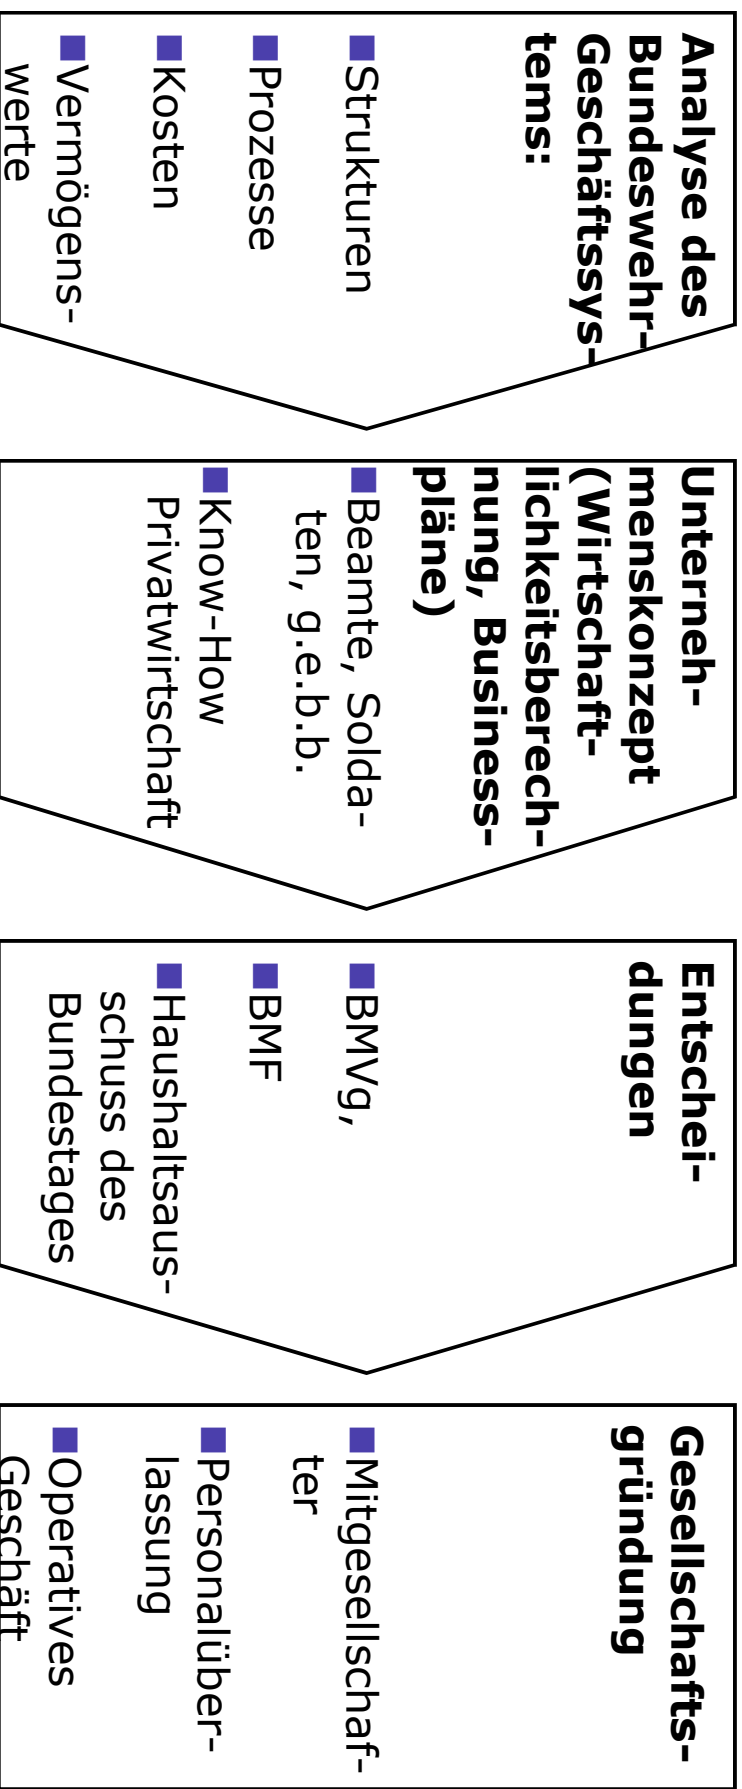 Analyse des
Bundeswehr-
Geschäftssys-
tems:
■Strukturen
■Prozesse
■Kosten
■Vermögens-
werte
Unterneh-
menskonzept
(Wirtschaft-
lichkeitsberech-
nung, Business-
pläne)
■Beamte, Solda-
ten, g.e.b.b.
■Know-How
Privatwirtschaft
Entschei-
dungen
■BMVg,
■BMF
■Haushaltsaus-
schuss des
Bundestages
Gesellschafts-
gründung
■Mitgesellschaf-
ter
■Personalüber-
lassung
■Operatives
Geschäft